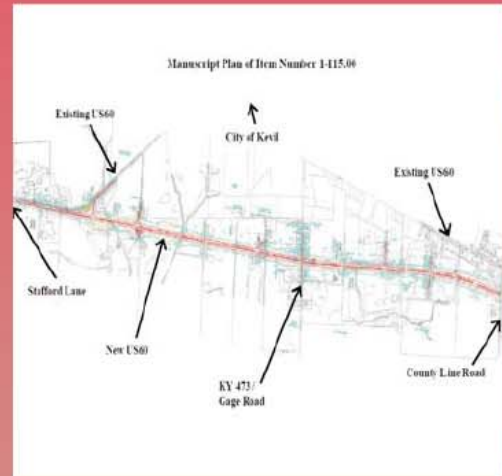 Manuscript Plan of Item Number 1-115.00
Existing US60
City of Kevil
Existing US60
Stafford Lane
New US60
KY 473/
Gage Road
County Line Road